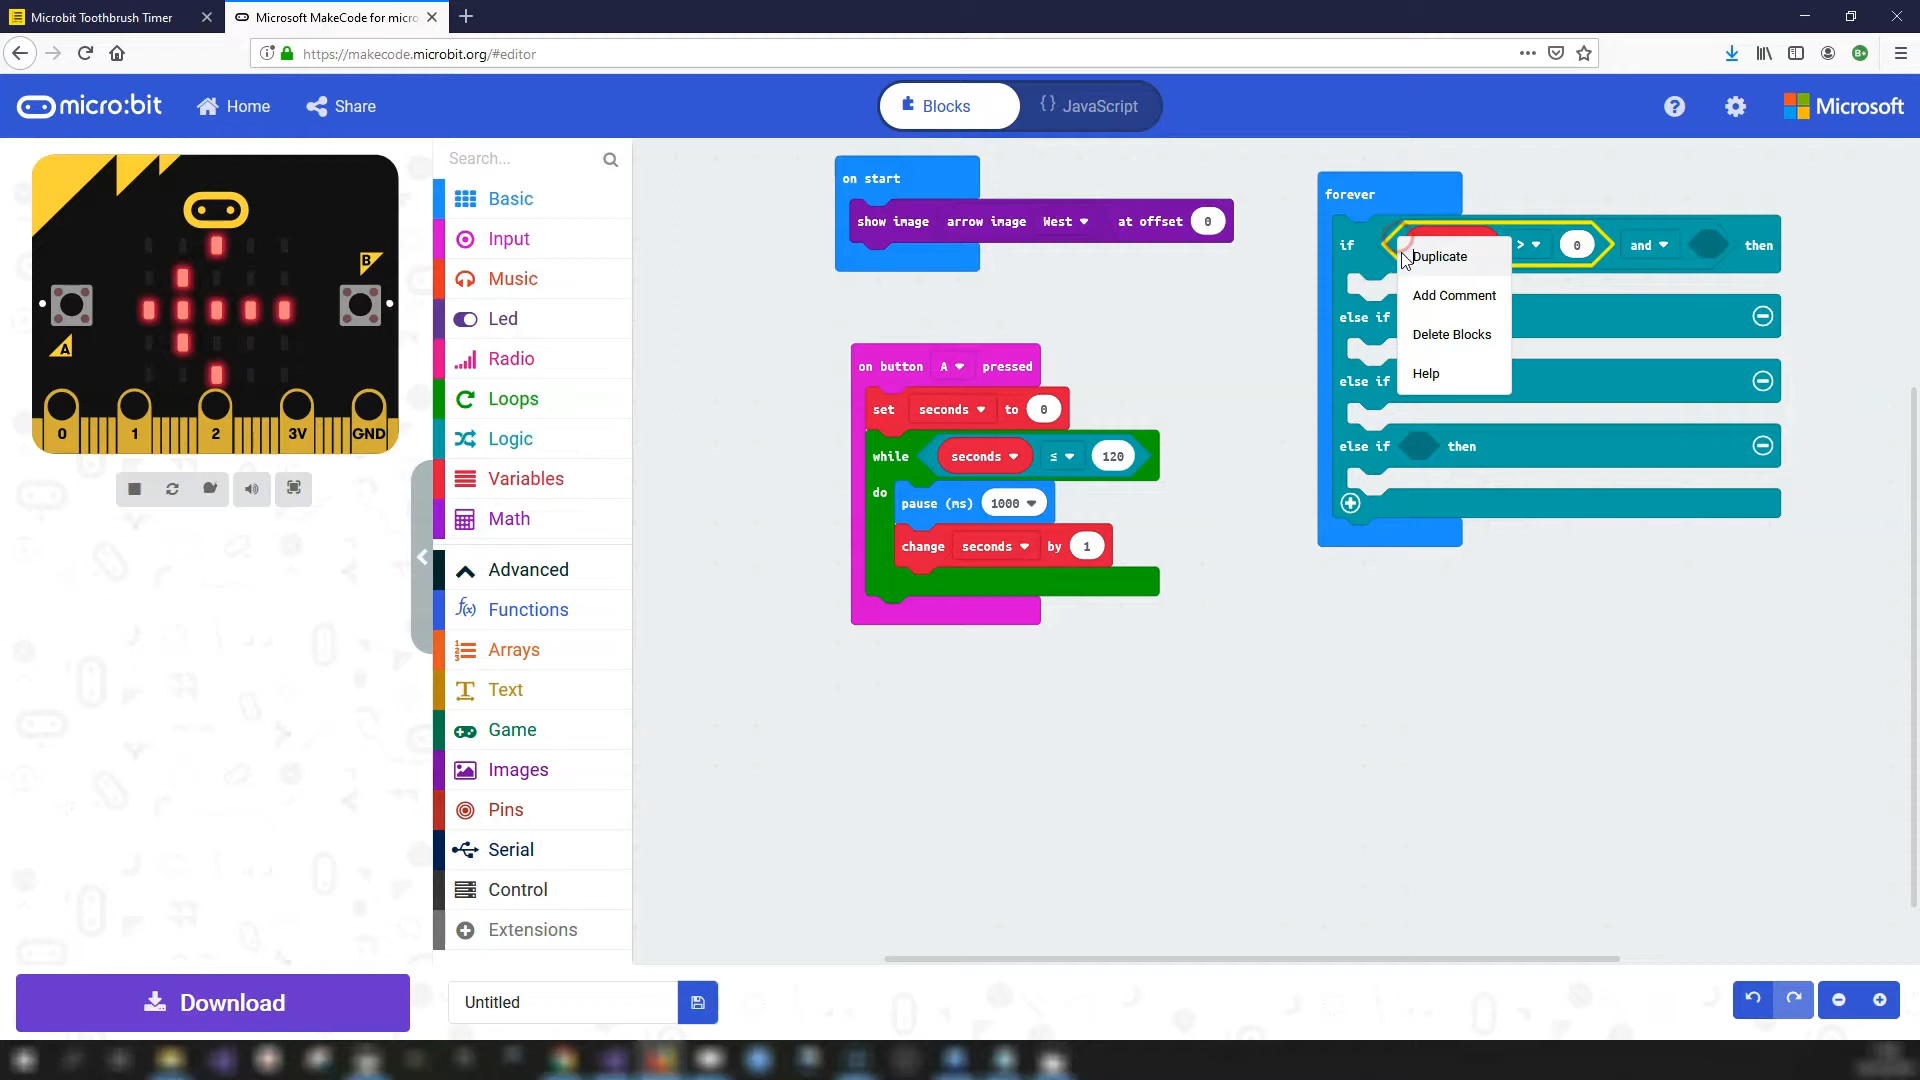 Microbit Toothbrush Timer
Microsoft MakeCode for micro
https://makecode.microbit.org/#editor
B+
micro:bit
Home
Share
Blocks
{} JavaScript
?
Microsoft
B
A
0 1 2 3V GND
Search...
Basic
Input
Music
Led
Radio
Loops
Logic
Variables
Math
Advanced
f(x) Functions
Arrays
Text
Game
Images
Pins
Serial
Control
Extensions
on start
show image arrow image West at offset 0
on button A pressed
set seconds to 0
while seconds ≤ 120
do
pause (ms) 1000
change seconds by 1
forever
if > 0 and then
else if
else if
else if then
Duplicate
Add Comment
Delete Blocks
Help
Download
Untitled